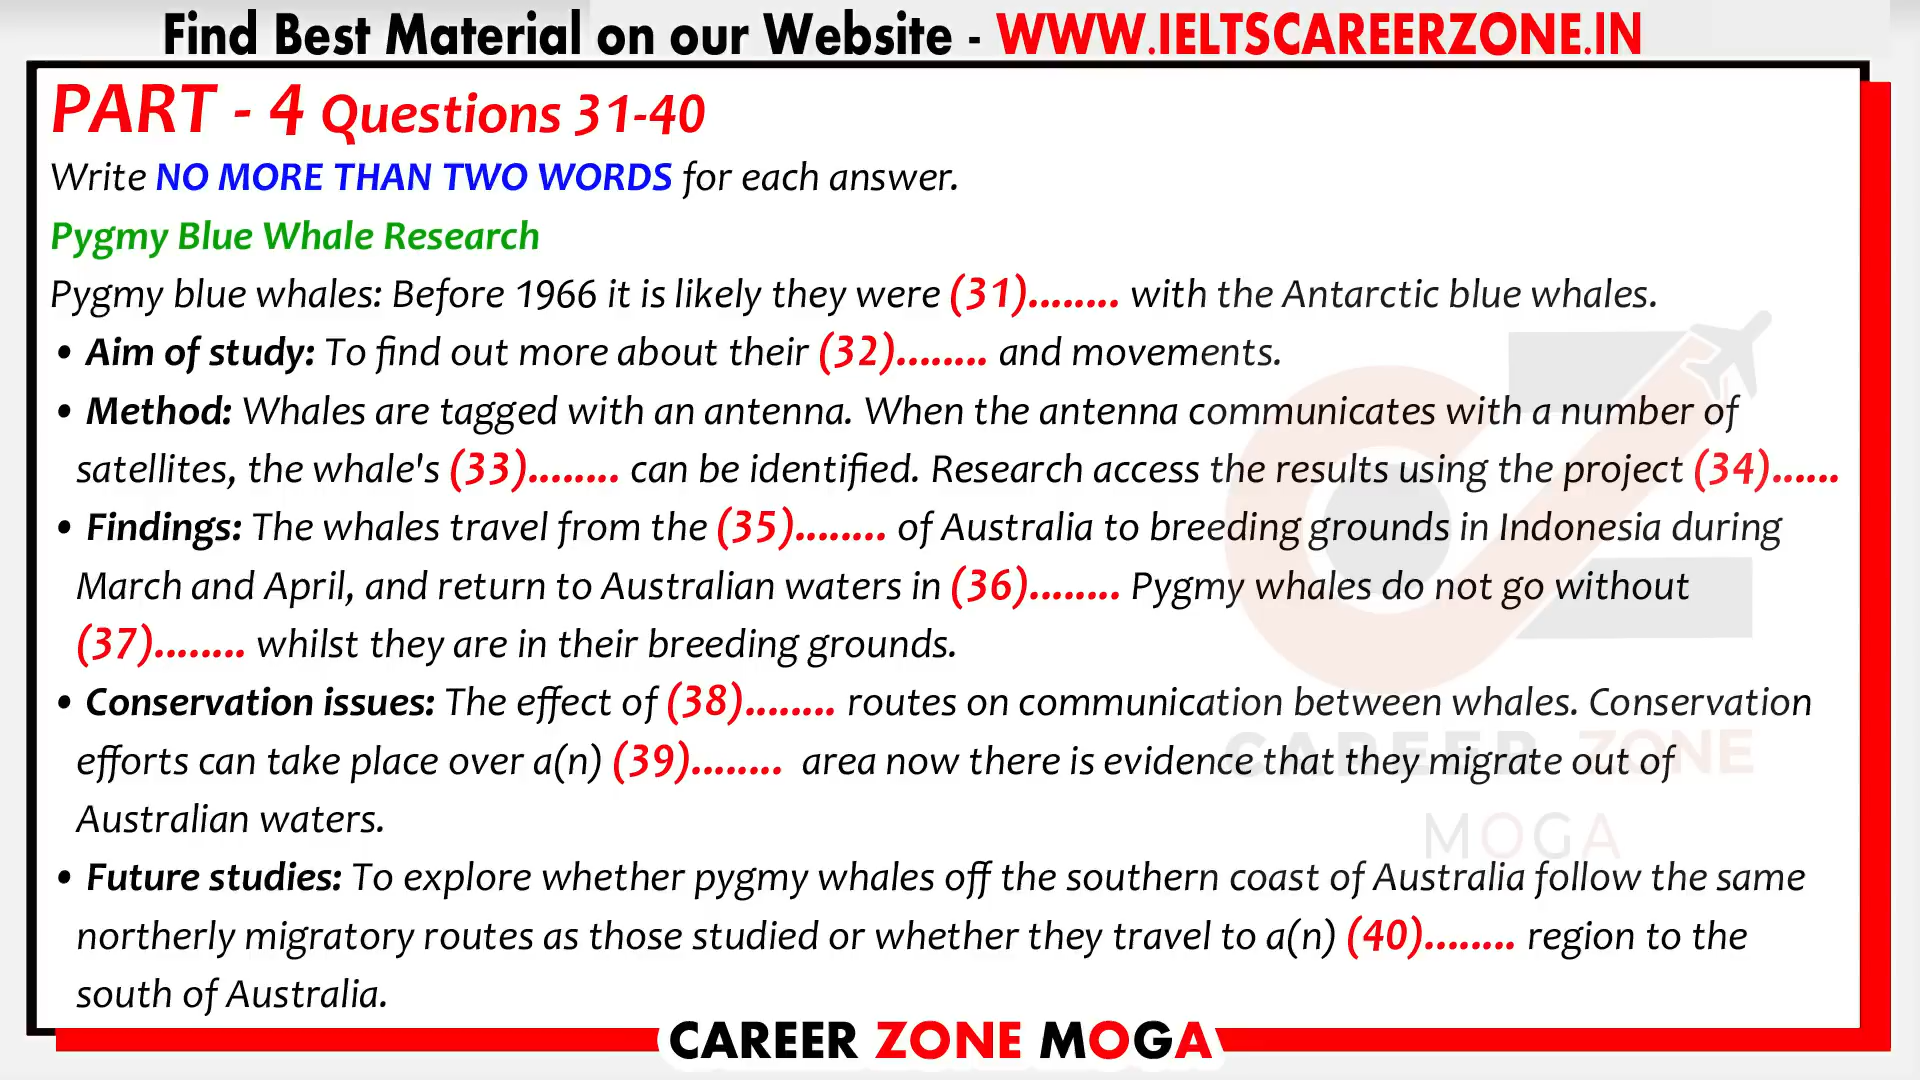 Find Best Material on our Website - WWW.IELTSCAREERZONE.IN
PART - 4 Questions 31-40
Write NO MORE THAN TWO WORDS for each answer.
Pygmy Blue Whale Research
Pygmy blue whales: Before 1966 it is likely they were (31)........ with the Antarctic blue whales.
• Aim of study: To find out more about their (32)........ and movements.
• Method: Whales are tagged with an antenna. When the antenna communicates with a number of
satellites, the whale's (33)........ can be identified. Research access the results using the project (34)......
• Findings: The whales travel from the (35)........ of Australia to breeding grounds in Indonesia during
March and April, and return to Australian waters in (36)........ Pygmy whales do not go without
(37)........ whilst they are in their breeding grounds.
• Conservation issues: The effect of (38)........ routes on communication between whales. Conservation
efforts can take place over a(n) (39)........ area now there is evidence that they migrate out of
Australian waters.
• Future studies: To explore whether pygmy whales off the southern coast of Australia follow the same
northerly migratory routes as those studied or whether they travel to a(n) (40)........ region to the
south of Australia.
CAREER ZONE
MOGA
CAREER ZONE MOGA